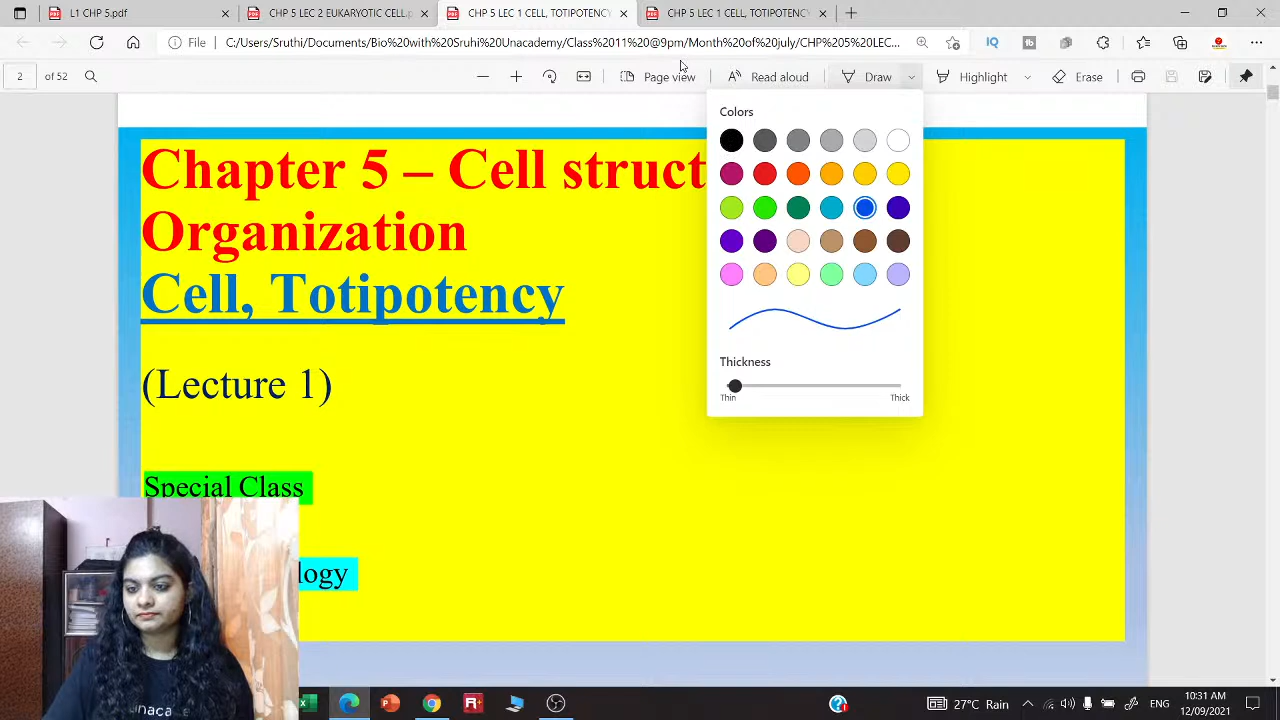 L1 CHP 5.pdf
CHP 5 LEC 2 EUKARYOTIC CELL.p
CHP 5 LEC 1 CELL, TOTIPOTENCY
CHP 5 LEC 1 CELL, TOTIPOTENCY
File
C:/Users/Sruthi/Documents/Bio%20with%20Sruhi%20Unacademy/Class%2011%20@9pm/Month%20of%20july/CHP%205%20LEC...
2 of 52
Page view
Read aloud
Draw
Highlight
Erase
Colors
Thickness
Thin
Thick
Chapter 5 – Cell struct
Organization
Cell, Totipotency
(Lecture 1)
Special Class
logy
naca
27°C Rain
ENG
10:31 AM
12/09/2021